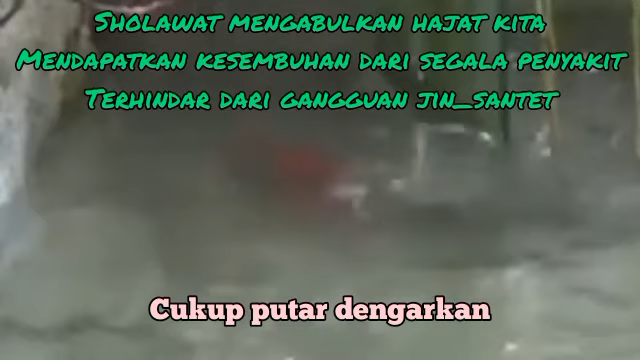 Sholawat mengabulkan hajat kita
Mendapatkan kesembuhan dari segala penyakit
Terhindar dari gangguan jin_santet
Cukup putar dengarkan